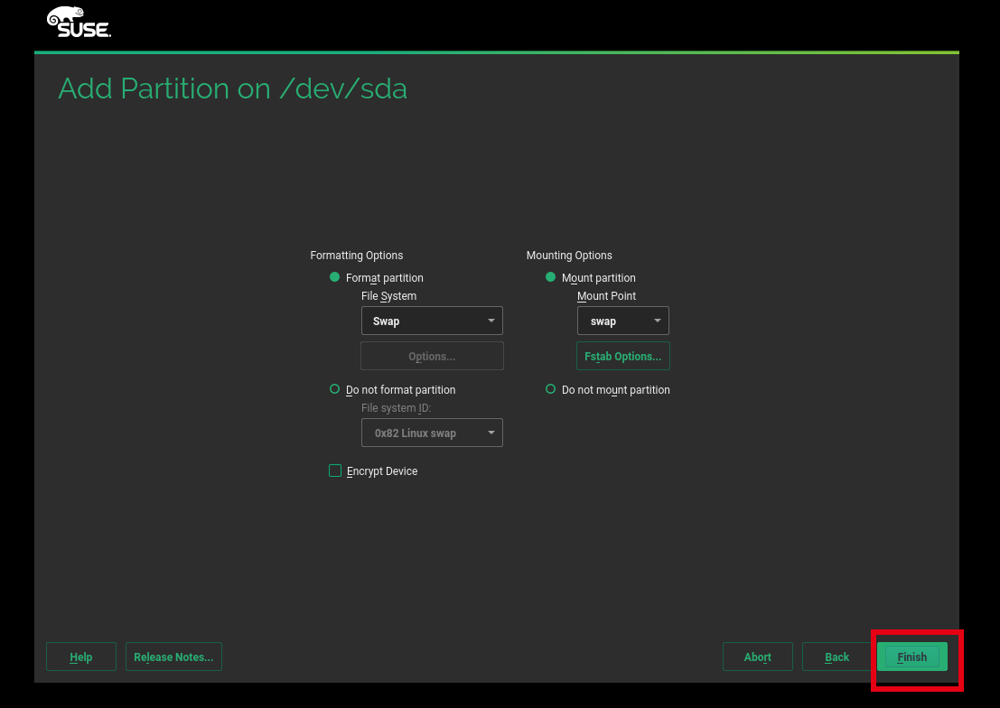 SUSE.
Add Partition on /dev/sda
Formatting Options
Format partition
File System
Swap
Options...
Do not format partition
File system ID:
0x82 Linux swap
Encrypt Device
Mounting Options
Mount partition
Mount Point
swap
Fstab Options...
Do not mount partition
Help Release Notes... Abort Back Finish